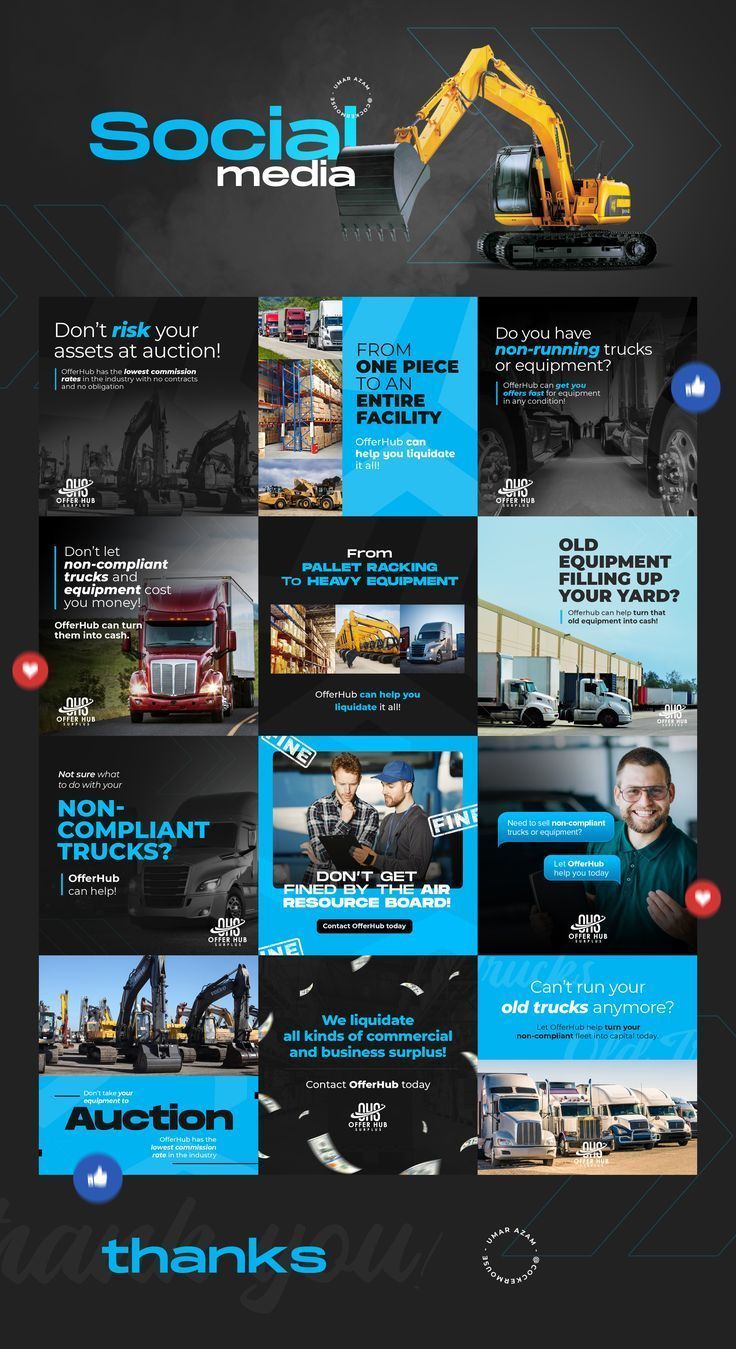 UMAR AZAM - @COCKERMOUSE -
Social
media
Don't risk your
assets at auction!
OfferHub has the lowest commission
rates in the industry with no contracts
and no obligation
OHS
OFFER HUB
SURPLUS
FROM
ONE PIECE
TO AN
ENTIRE
FACILITY
OfferHub can
help you liquidate
it all!
Do you have
non-running trucks
or equipment?
OfferHub can get you
offers fast for equipment
in any condition!
OHS
OFFER HUB
SURPLUS
Don't let
non-compliant
trucks and
equipment cost
you money!
OfferHub can turn
them into cash.
OHS
OFFER HUB
SURPLUS
From
PALLET RACKING
To HEAVY EQUIPMENT
OfferHub can help you
liquidate it all!
OLD
EQUIPMENT
FILLING UP
YOUR YARD?
Offerhub can help turn that
old equipment into cash!
OHS
OFFER HUB
SURPLUS
Not sure what
to do with your
NON-
COMPLIANT
TRUCKS?
OfferHub
can help!
OHS
OFFER HUB
SURPLUS
FINE
FINE
DON'T GET
FINED BY THE AIR
RESOURCE BOARD!
Contact OfferHub today
FINE
Need to sell non-compliant
trucks or equipment?
Let OfferHub
help you today
OHS
OFFER HUB
SURPLUS
Don't take your
equipment to
Auction
OfferHub has the
lowest commission
rate in the industry
We liquidate
all kinds of commercial
and business surplus!
Contact OfferHub today
OHS
OFFER HUB
SURPLUS
Trucks
Can't run your
old trucks anymore?
Let OfferHub help turn your
non-compliant fleet into capital today.
OHS
OFFER HUB
thank you!
thanks
UMAR AZAM - @COCKERMOUSE -